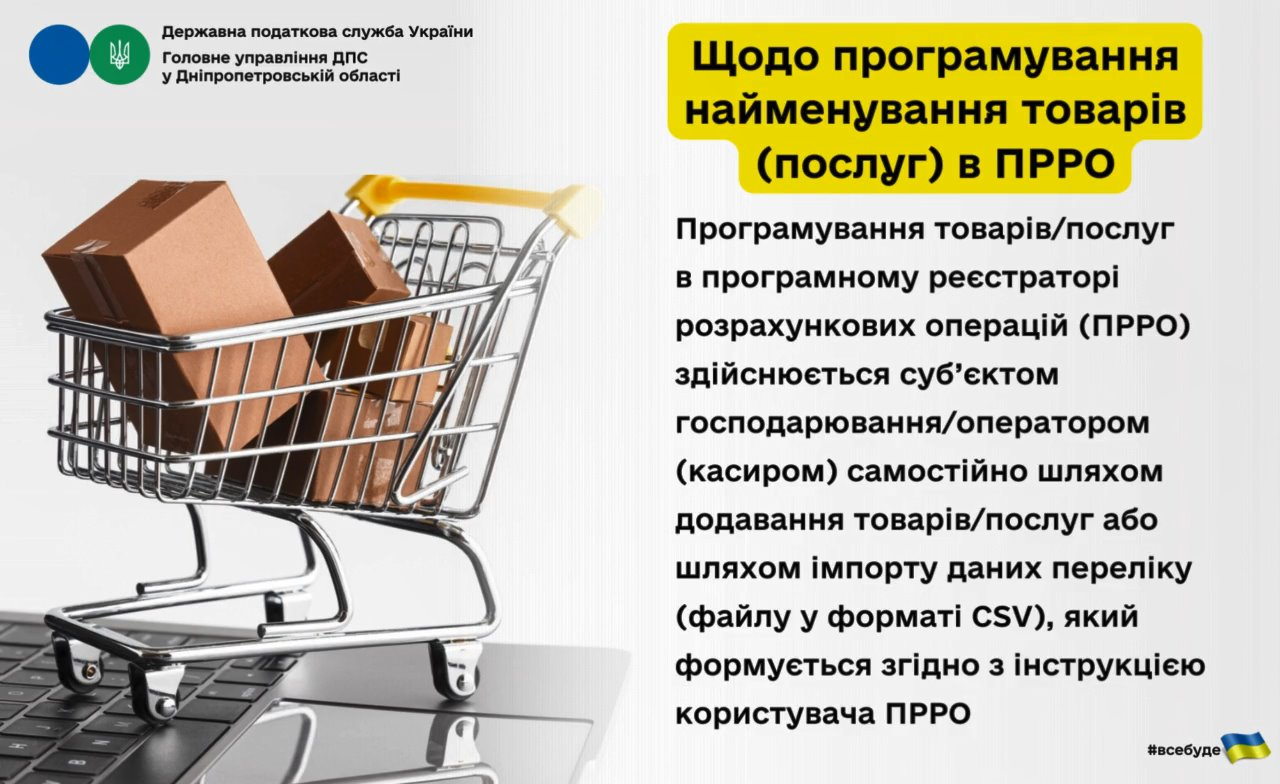 Державна податкова служба України
Головне управління ДПС
у Дніпропетровській області
Щодо програмування
найменування товарів
(послуг) в ПРРО
Програмування товарів/послуг
в програмному реєстраторі
розрахункових операцій (ПРРО)
здійснюється суб’єктом
господарювання/оператором
(касиром) самостійно шляхом
додавання товарів/послуг або
шляхом імпорту даних переліку
(файлу у форматі CSV), який
формується згідно з інструкцією
користувача ПРРО
#всебуде